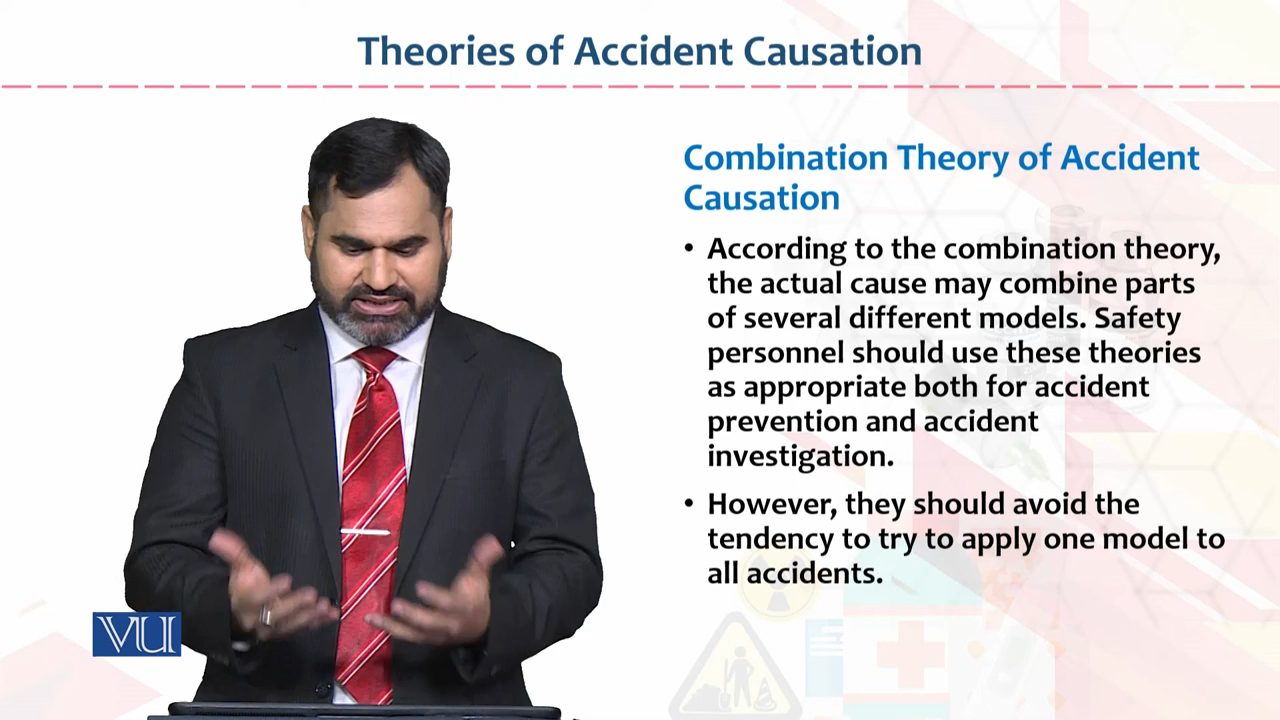 Theories of Accident Causation
Combination Theory of Accident
Causation
• According to the combination theory,
the actual cause may combine parts
of several different models. Safety
personnel should use these theories
as appropriate both for accident
prevention and accident
investigation.
• However, they should avoid the
tendency to try to apply one model to
all accidents.
VU